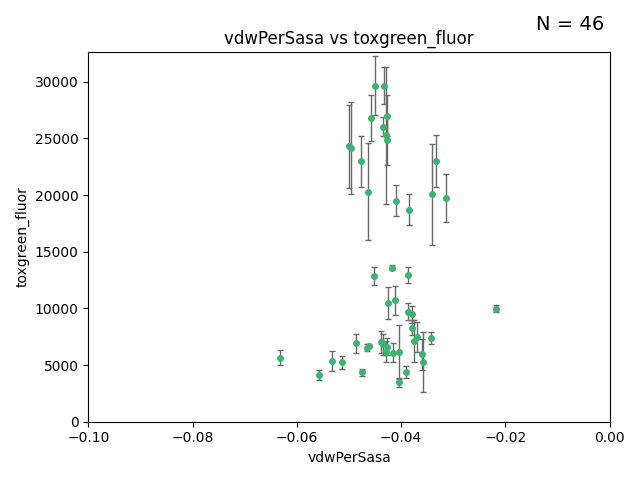 N = 46
vdwPerSasa vs toxgreen_fluor
30000
25000
20000
15000
10000
5000
0
toxgreen_fluor
−0.10 −0.08 −0.06 −0.04 −0.02 0.00
vdwPerSasa